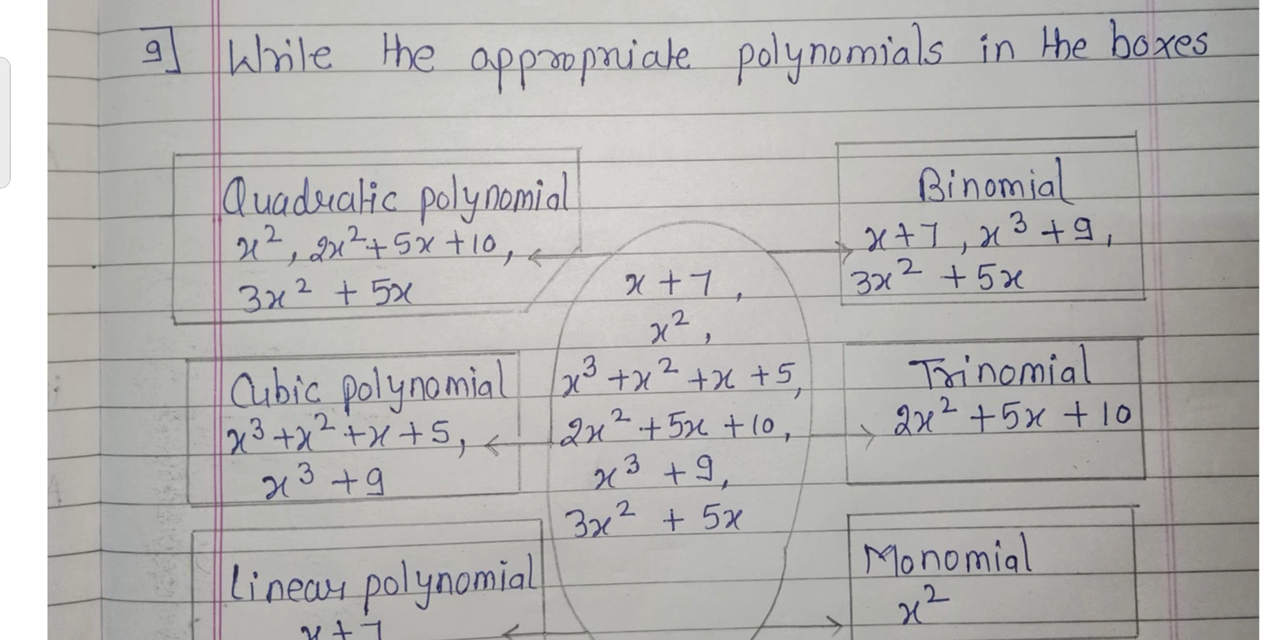 9] Write the appropriate polynomials in the boxes
Quadratic polynomial
x², 2x² + 5x + 10,
3x² + 5x
Binomial
x + 7, x³ + 9,
3x² + 5x
x + 7,
x²,
x³ + x² + x + 5,
2x² + 5x + 10,
x³ + 9,
3x² + 5x
Cubic polynomial
x³ + x² + x + 5,
x³ + 9
Trinomial
2x² + 5x + 10
Linear polynomial
x + 7
Monomial
x²